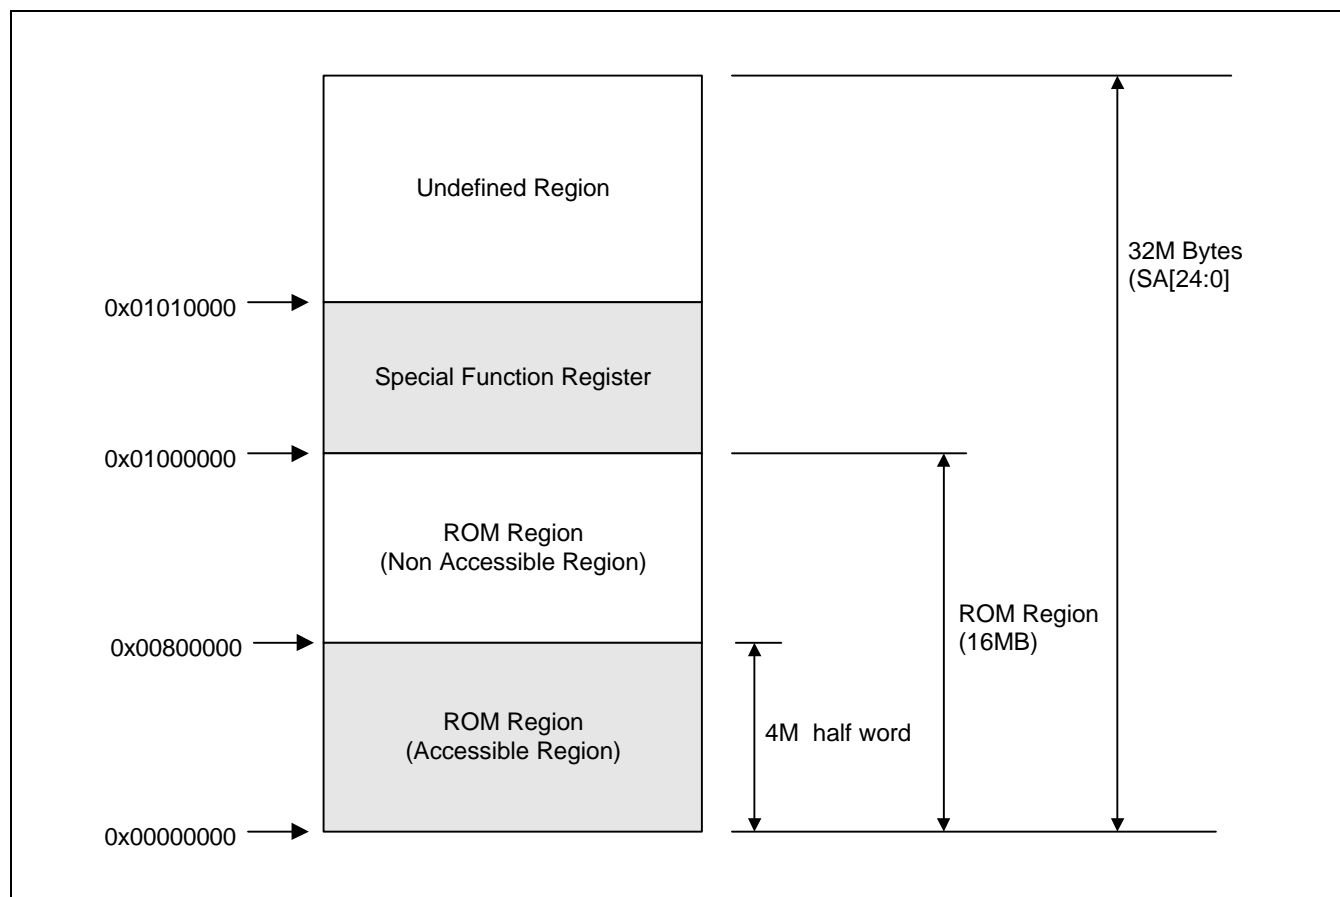 Undefined Region
32M Bytes
(SA[24:0]
0x01010000
Special Function Register
0x01000000
ROM Region
(Non Accessible Region)
ROM Region
(16MB)
0x00800000
ROM Region
(Accessible Region)
4M half word
0x00000000